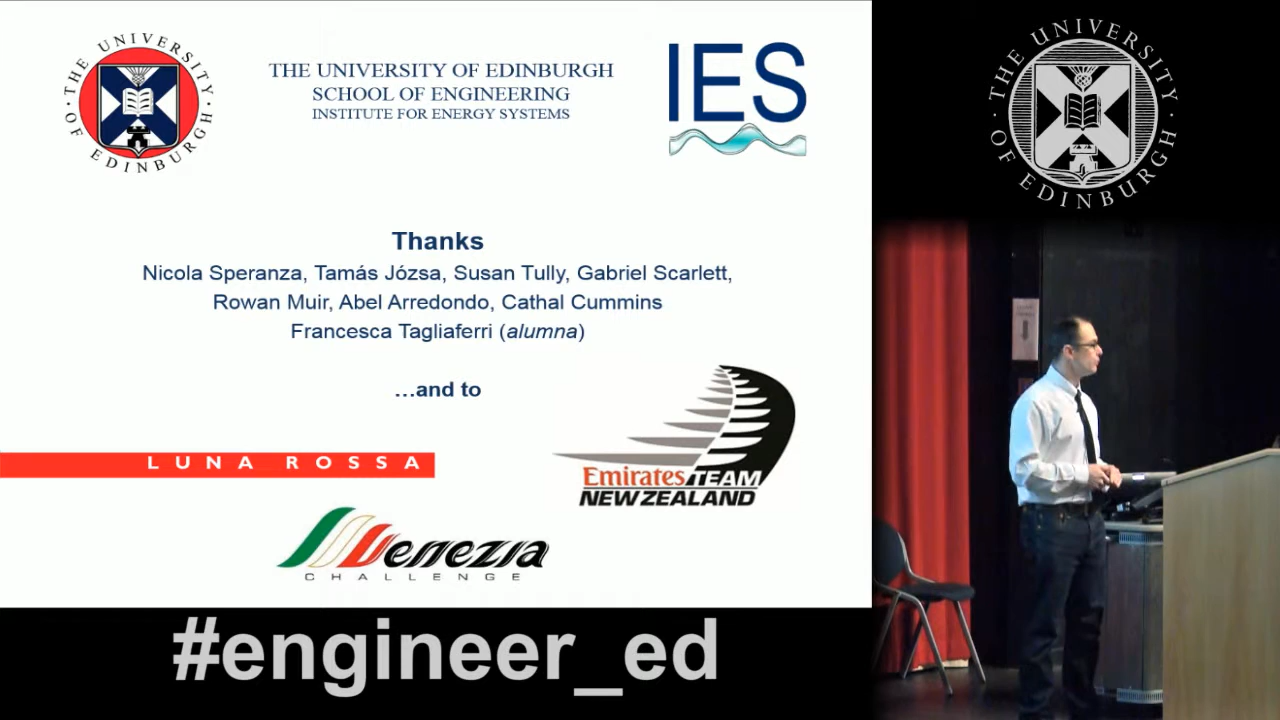 THE UNIVERSITY OF EDINBURGH
THE UNIVERSITY OF EDINBURGH
SCHOOL OF ENGINEERING
INSTITUTE FOR ENERGY SYSTEMS
IES
THE UNIVERSITY OF EDINBURGH
Thanks
Nicola Speranza, Tamás Józsa, Susan Tully, Gabriel Scarlett,
Rowan Muir, Abel Arredondo, Cathal Cummins
Francesca Tagliaferri (alumna)
…and to
LUNA ROSSA
Emirates TEAM
NEW ZEALAND
Venezia
CHALLENGE
#engineer_ed